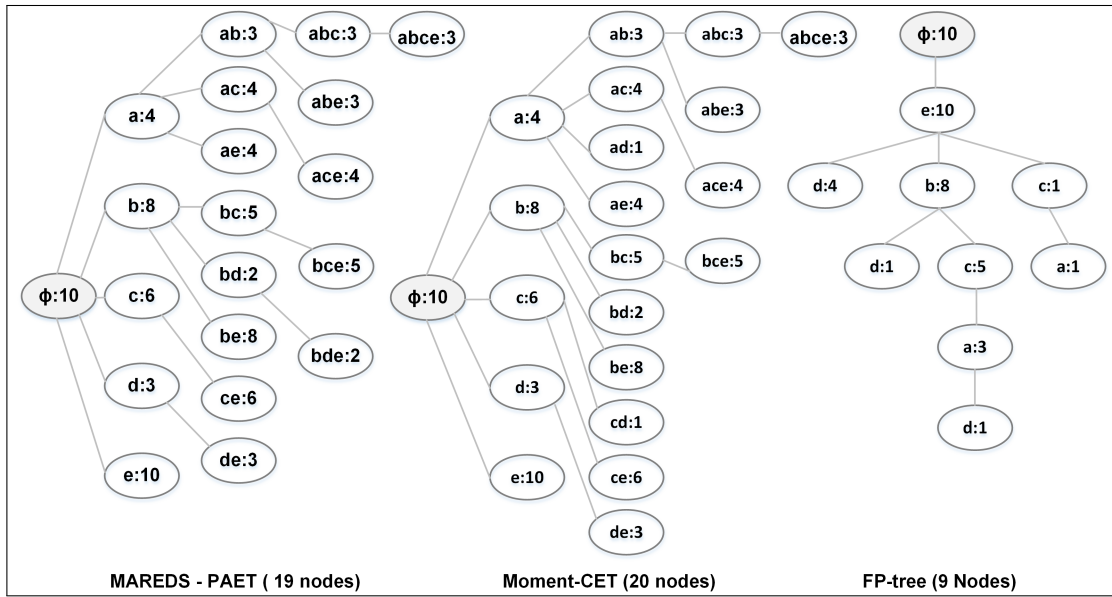 ab:3
abc:3
abce:3
ac:4
abe:3
a:4
ae:4
ace:4
b:8
bc:5
bd:2
bce:5
ϕ:10
c:6
be:8
bde:2
d:3
ce:6
e:10
de:3
MAREDS - PAET ( 19 nodes)
ab:3
abc:3
abce:3
ac:4
abe:3
a:4
ad:1
ace:4
ae:4
b:8
bc:5
bce:5
ϕ:10
c:6
bd:2
be:8
d:3
cd:1
e:10
ce:6
de:3
Moment-CET (20 nodes)
ϕ:10
e:10
d:4
b:8
c:1
d:1
c:5
a:1
a:3
d:1
FP-tree (9 Nodes)